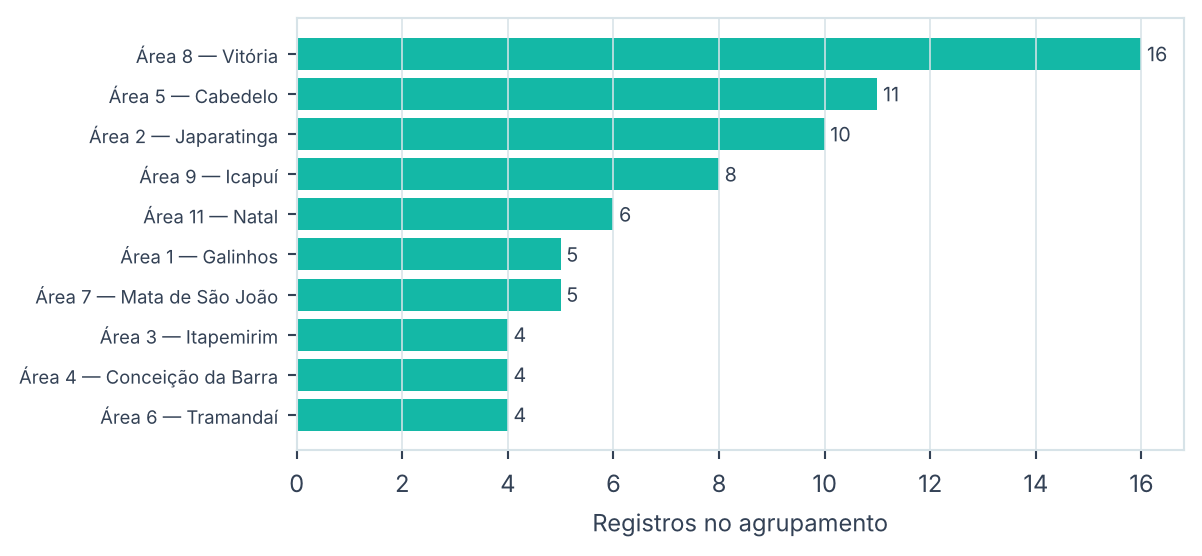 Área 8 — Vitória 16
Área 5 — Cabedelo 11
Área 2 — Japaratinga 10
Área 9 — Icapuí 8
Área 11 — Natal 6
Área 1 — Galinhos 5
Área 7 — Mata de São João 5
Área 3 — Itapemirim 4
Área 4 — Conceição da Barra 4
Área 6 — Tramandaí 4
0 2 4 6 8 10 12 14 16
Registros no agrupamento